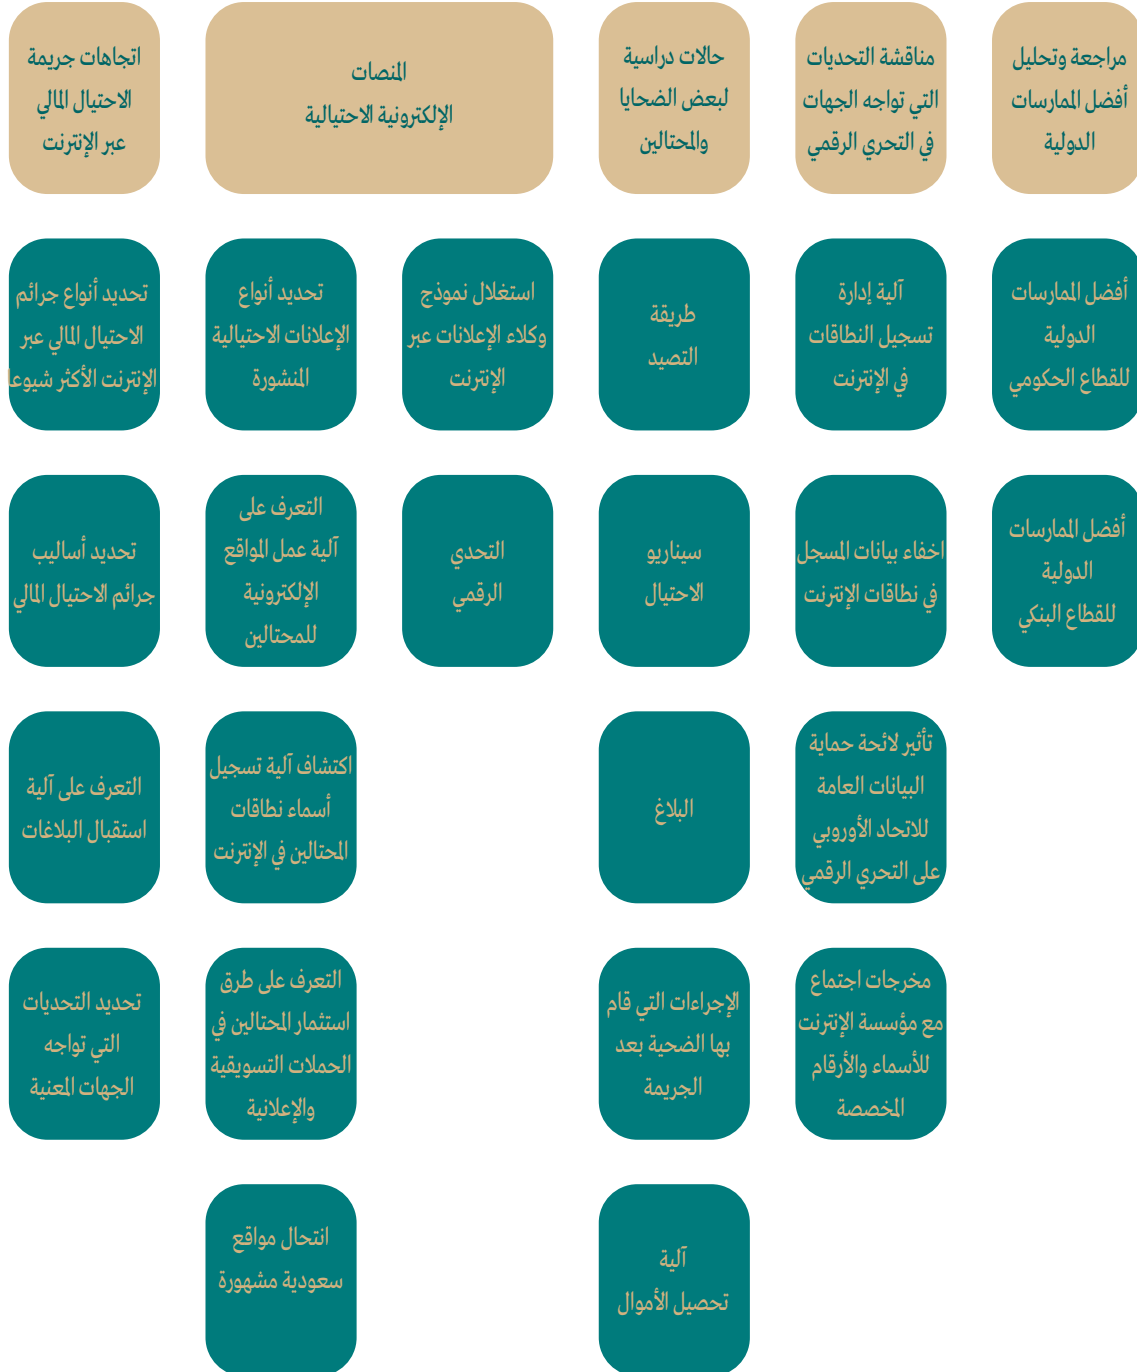 مراجعة وتحليل
أفضل الممارسات
الدولية
مناقشة التحديات
التي تواجه الجهات
في التحري الرقمي
حالات دراسية
لبعض الضحايا
والمحتالين
المنصات
الإلكترونية الاحتيالية
اتجاهات جريمة
الاحتيال المالي
عبر الإنترنت
أفضل الممارسات
الدولية
للقطاع الحكومي
آلية إدارة
تسجيل النطاقات
في الإنترنت
طريقة
التصيد
استغلال نموذج
وكلاء الإعلانات عبر
الإنترنت
تحديد أنواع
الإعلانات الاحتيالية
المنشورة
تحديد أنواع جرائم
الاحتيال المالي عبر
الإنترنت الأكثر شيوعا
أفضل الممارسات
الدولية
للقطاع البنكي
اخفاء بيانات المسجل
في نطاقات الإنترنت
سيناريو
الاحتيال
التحدي
الرقمي
التعرف على
آلية عمل المواقع
الإلكترونية
للمحتالين
تحديد أساليب
جرائم الاحتيال المالي
تأثير لائحة حماية
البيانات العامة
للاتحاد الأوروبي
على التحري الرقمي
البلاغ
اكتشاف آلية تسجيل
أسماء نطاقات
المحتالين في الإنترنت
التعرف على آلية
استقبال البلاغات
مخرجات اجتماع
مع مؤسسة الإنترنت
للأسماء والأرقام
المخصصة
الإجراءات التي قام
بها الضحية بعد
الجريمة
التعرف على طرق
استثمار المحتالين في
الحملات التسويقية
والإعلانية
تحديد التحديات
التي تواجه
الجهات المعنية
آلية
تحصيل الأموال
انتحال مواقع
سعودية مشهورة